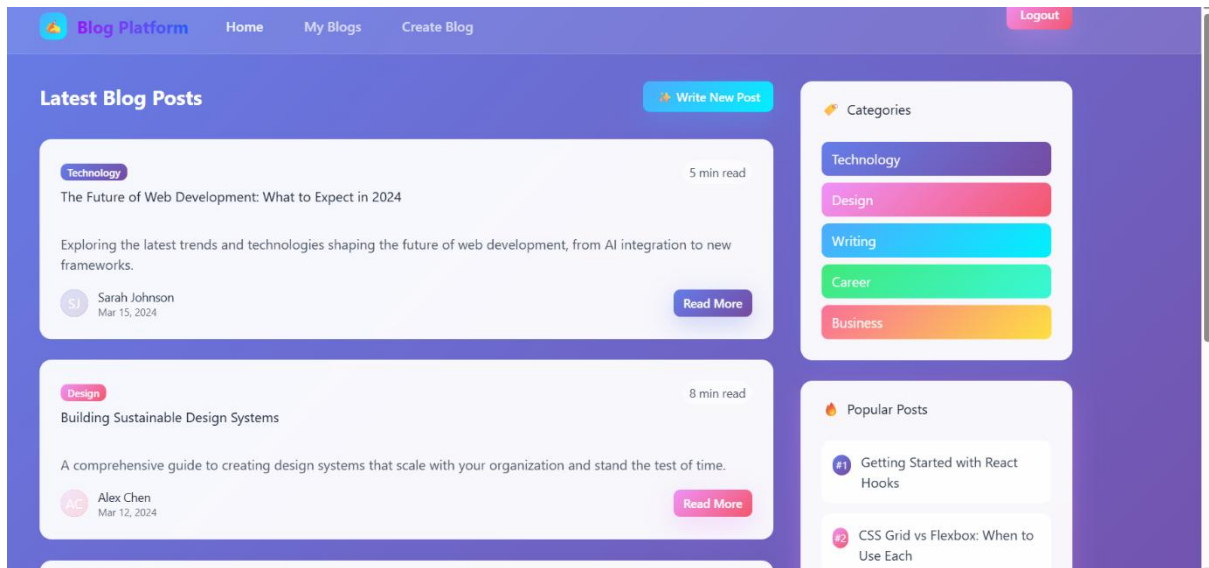 Blog Platform
Home
My Blogs
Create Blog
Logout
Latest Blog Posts
Write New Post
Technology
5 min read
The Future of Web Development: What to Expect in 2024
Exploring the latest trends and technologies shaping the future of web development, from AI integration to new
frameworks.
SJ
Sarah Johnson
Mar 15, 2024
Read More
Design
8 min read
Building Sustainable Design Systems
A comprehensive guide to creating design systems that scale with your organization and stand the test of time.
AC
Alex Chen
Mar 12, 2024
Read More
Categories
Technology
Design
Writing
Career
Business
Popular Posts
#1
Getting Started with React
Hooks
#2
CSS Grid vs Flexbox: When to
Use Each